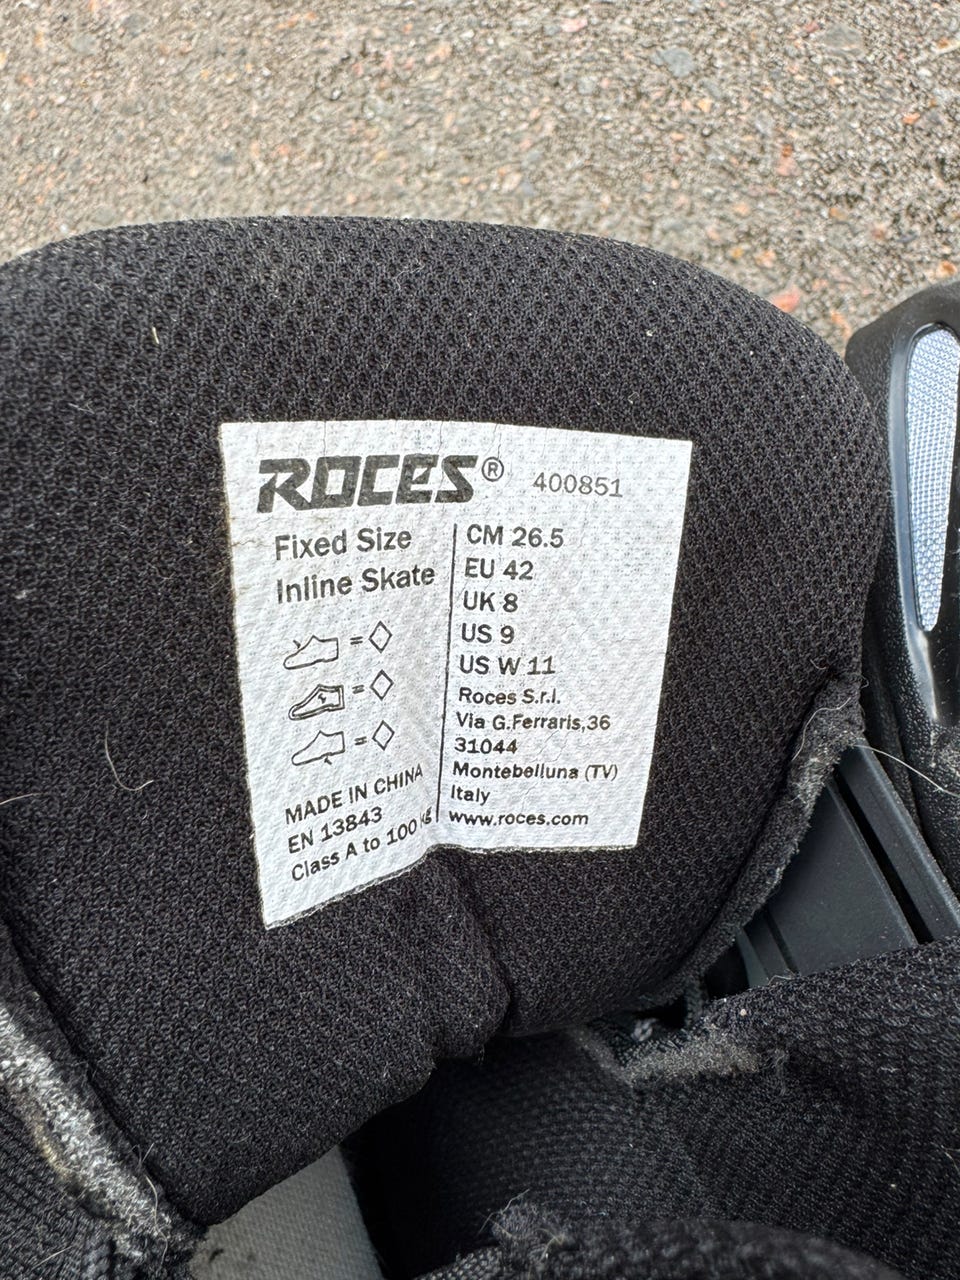 ROCES® 400851
Fixed Size
Inline Skate
=
=
=
MADE IN CHINA
EN 13843
Class A to 100 kg
CM 26.5
EU 42
UK 8
US 9
US W 11
Roces S.r.l.
Via G.Ferraris,36
31044
Montebelluna (TV)
Italy
www.roces.com